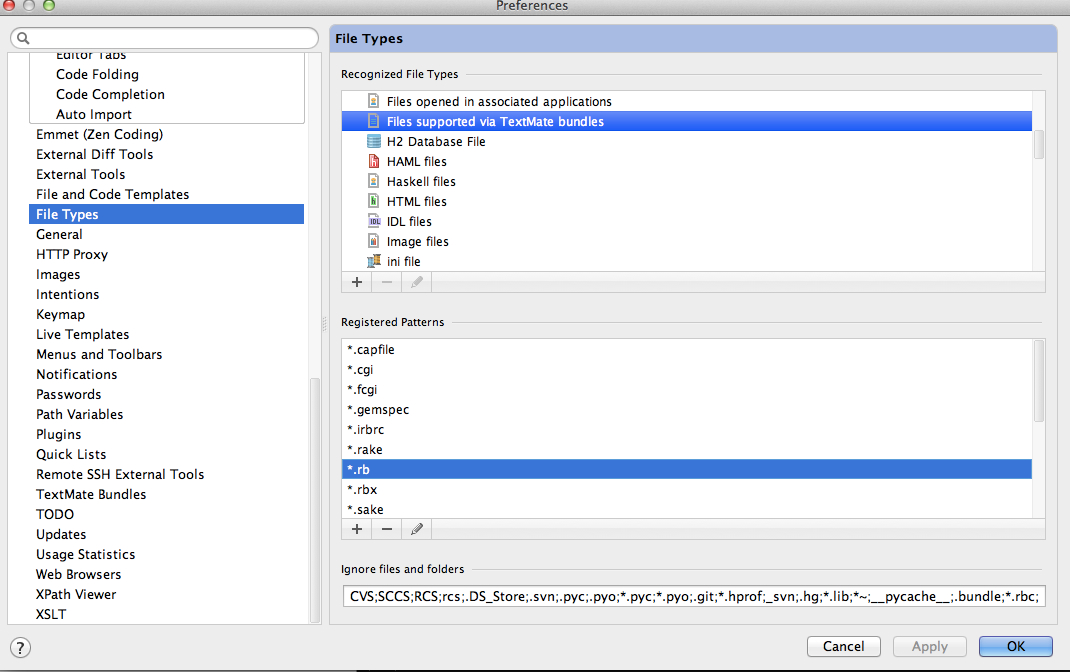 Preferences
Editor Tabs
Code Folding
Code Completion
Auto Import
Emmet (Zen Coding)
External Diff Tools
External Tools
File and Code Templates
File Types
General
HTTP Proxy
Images
Intentions
Keymap
Live Templates
Menus and Toolbars
Notifications
Passwords
Path Variables
Plugins
Quick Lists
Remote SSH External Tools
TextMate Bundles
TODO
Updates
Usage Statistics
Web Browsers
XPath Viewer
XSLT
File Types
Recognized File Types
Files opened in associated applications
Files supported via TextMate bundles
H2 Database File
HAML files
Haskell files
HTML files
IDL files
Image files
ini file
Registered Patterns
*.capfile
*.cgi
*.fcgi
*.gemspec
*.irbrc
*.rake
*.rb
*.rbx
*.sake
Ignore files and folders
CVS;SCCS;RCS;rcs;.DS_Store;.svn;.pyc;.pyo;*.pyc;*.pyo;.git;*.hprof;_svn;.hg;*.lib;*~;__pycache__;.bundle;*.rbc;
?
Cancel
Apply
OK